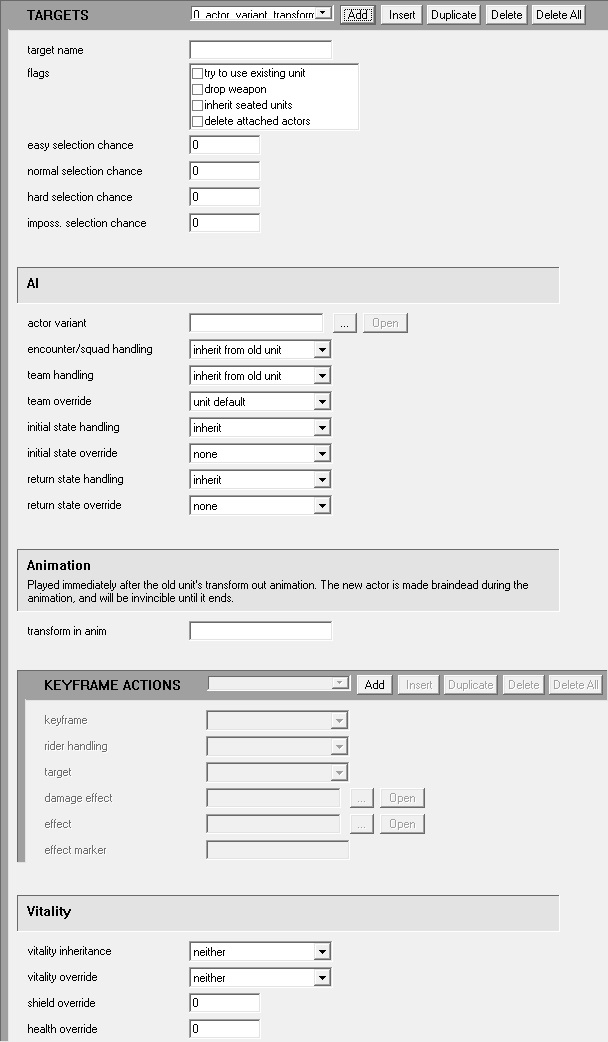 TARGETS 0. actor_variant_transform Add Insert Duplicate Delete Delete All
target name
flags try to use existing unit
drop weapon
inherit seated units
delete attached actors
easy selection chance 0
normal selection chance 0
hard selection chance 0
imposs. selection chance 0
AI
actor variant ... Open
encounter/squad handling inherit from old unit
team handling inherit from old unit
team override unit default
initial state handling inherit
initial state override none
return state handling inherit
return state override none
Animation
Played immediately after the old unit's transform out animation. The new actor is made braindead during the
animation, and will be invincible until it ends.
transform in anim
KEYFRAME ACTIONS Add Insert Duplicate Delete Delete All
keyframe
rider handling
target
damage effect ... Open
effect ... Open
effect marker
Vitality
vitality inheritance neither
vitality override neither
shield override 0
health override 0